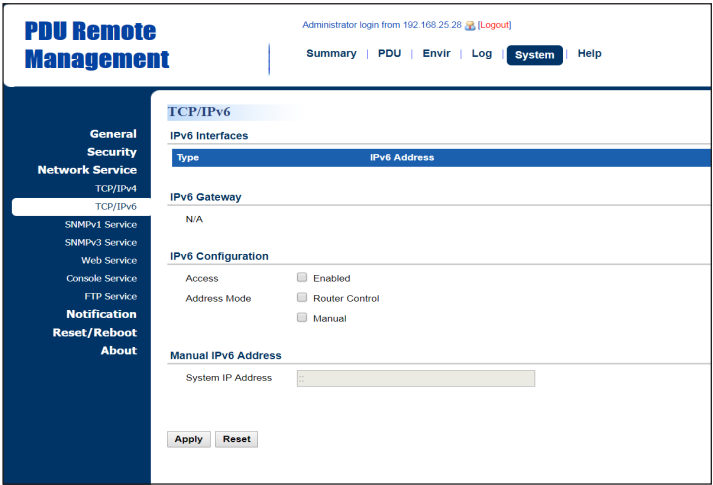 PDU Remote
Management
Administrator login from 192.168.25.28 [Logout]
Summary | PDU | Envir | Log | System | Help
General
Security
Network Service
TCP/IPv4
TCP/IPv6
SNMPv1 Service
SNMPv3 Service
Web Service
Console Service
FTP Service
Notification
Reset/Reboot
About
TCP/IPv6
IPv6 Interfaces
Type IPv6 Address
IPv6 Gateway
N/A
IPv6 Configuration
Access Enabled
Address Mode Router Control
Manual
Manual IPv6 Address
System IP Address ::
Apply Reset